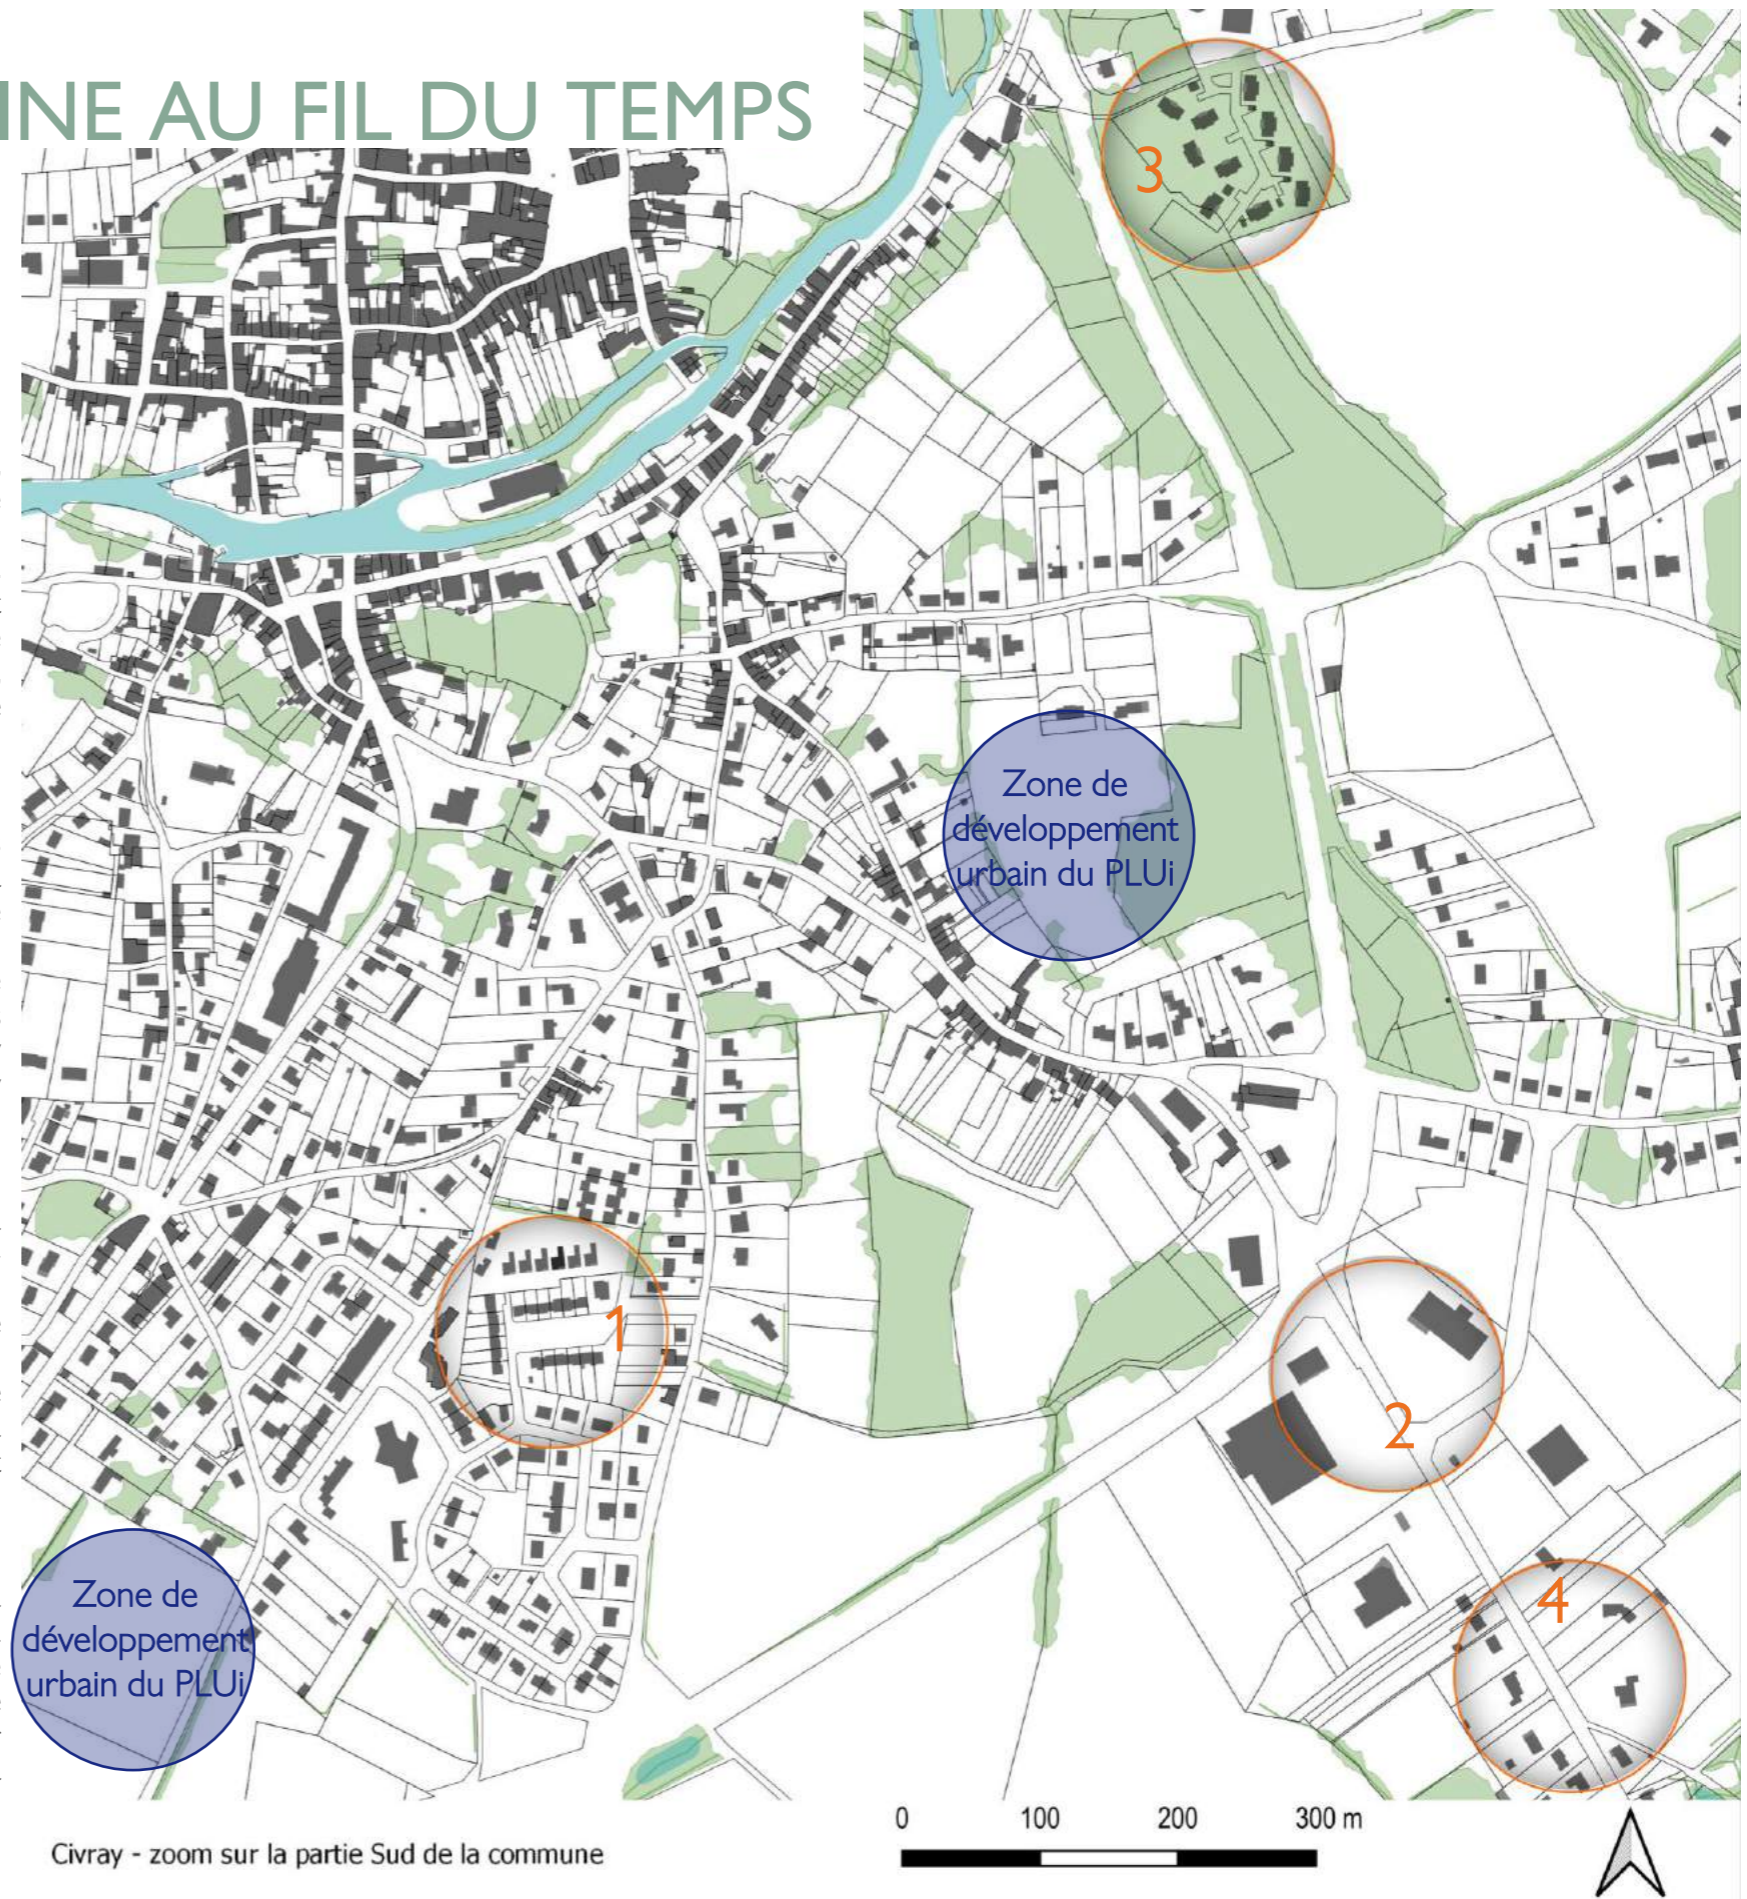 INE AU FIL DU TEMPS
3
Zone de
développement
urbain du PLUi
1
2
4
Zone de
développement
urbain du PLUi
0 100 200 300 m
Civray - zoom sur la partie Sud de la commune